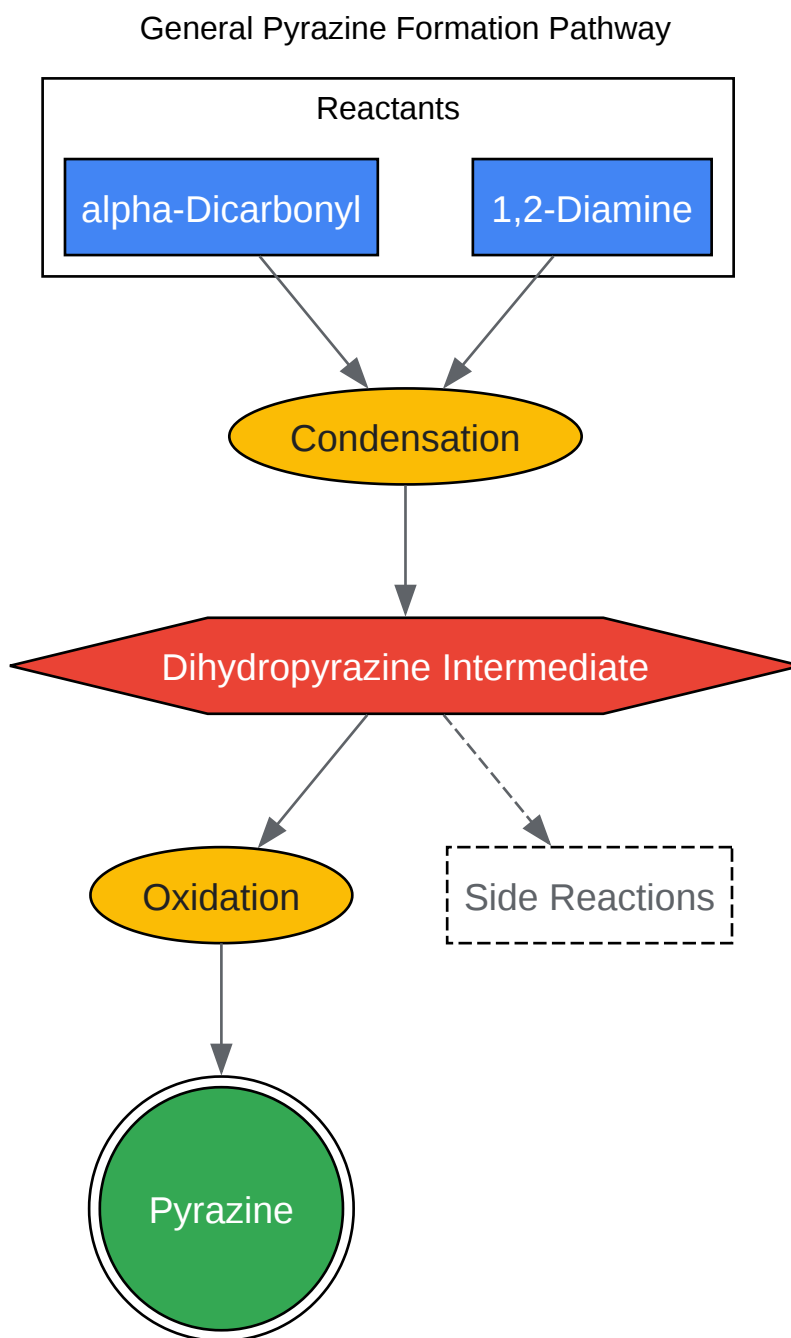 General Pyrazine Formation Pathway
Reactants
alpha-Dicarbonyl
1,2-Diamine
Condensation
Dihydropyrazine Intermediate
Oxidation
Side Reactions
Pyrazine